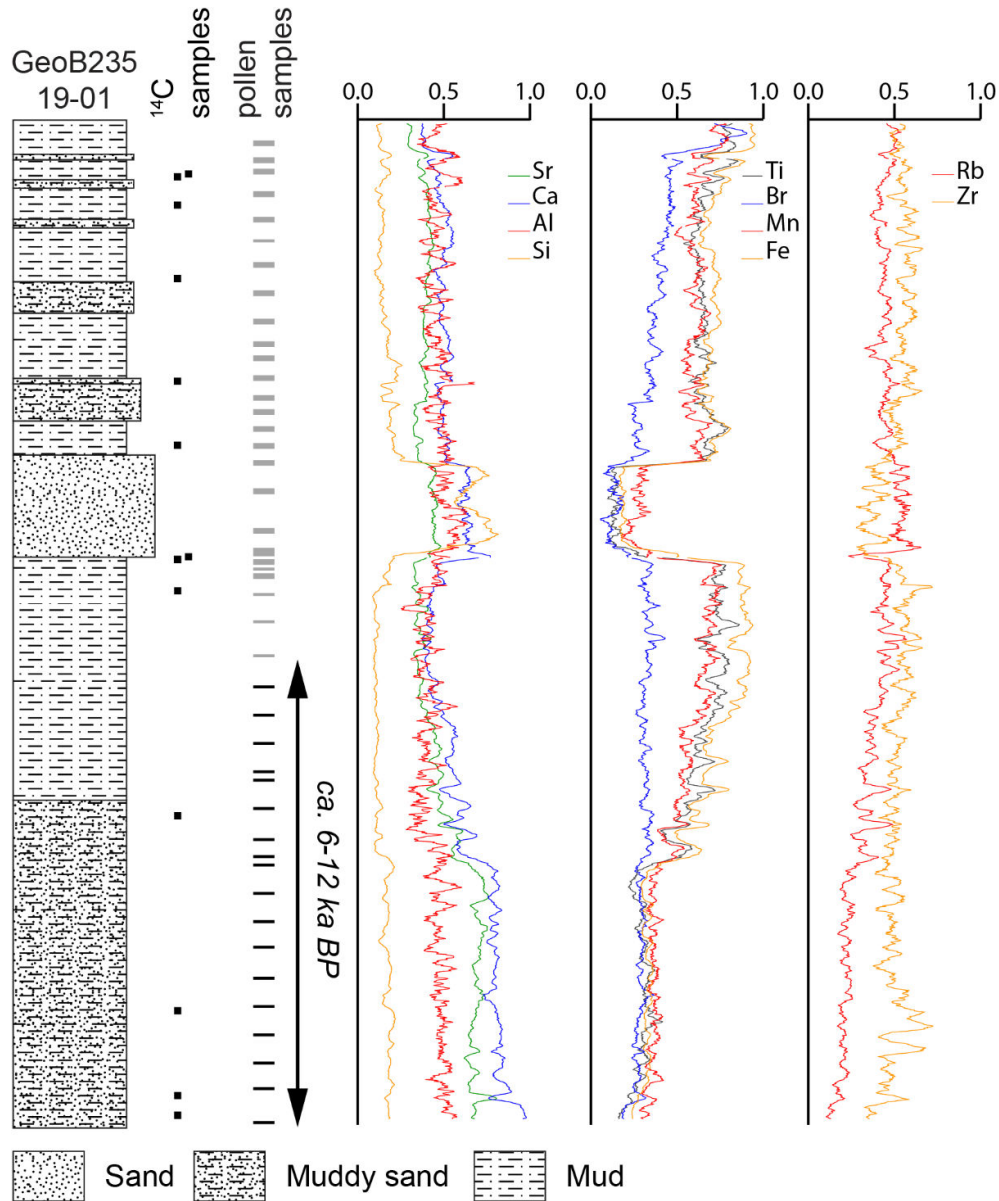 GeoB235
19-01
14C
samples
pollen
samples
0.0 0.5 1.0
0.0 0.5 1.0
0.0 0.5 1.0
Sr
Ca
Al
Si
Ti
Br
Mn
Fe
Rb
Zr
ca. 6-12 ka BP
Sand
Muddy sand
Mud